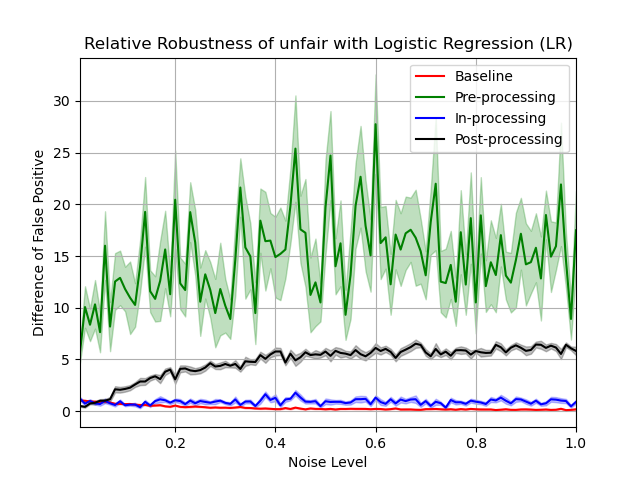 Relative Robustness of unfair with Logistic Regression (LR)
Difference of False Positive
30
25
20
15
10
5
0
0.2
0.4
0.6
0.8
1.0
Noise Level
Baseline
Pre-processing
In-processing
Post-processing